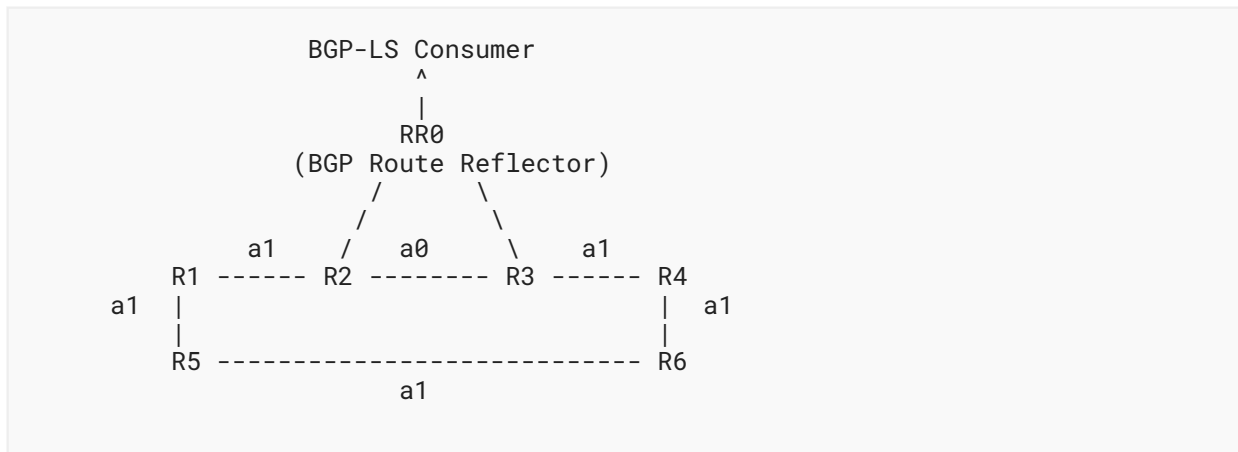 BGP-LS Consumer
^
|
RR0
(BGP Route Reflector)
/ \
/ \
a1 / a0 \ a1
R1 ------ R2 -------- R3 ------ R4
a1 | | a1
| |
R5 --------------------------- R6
a1